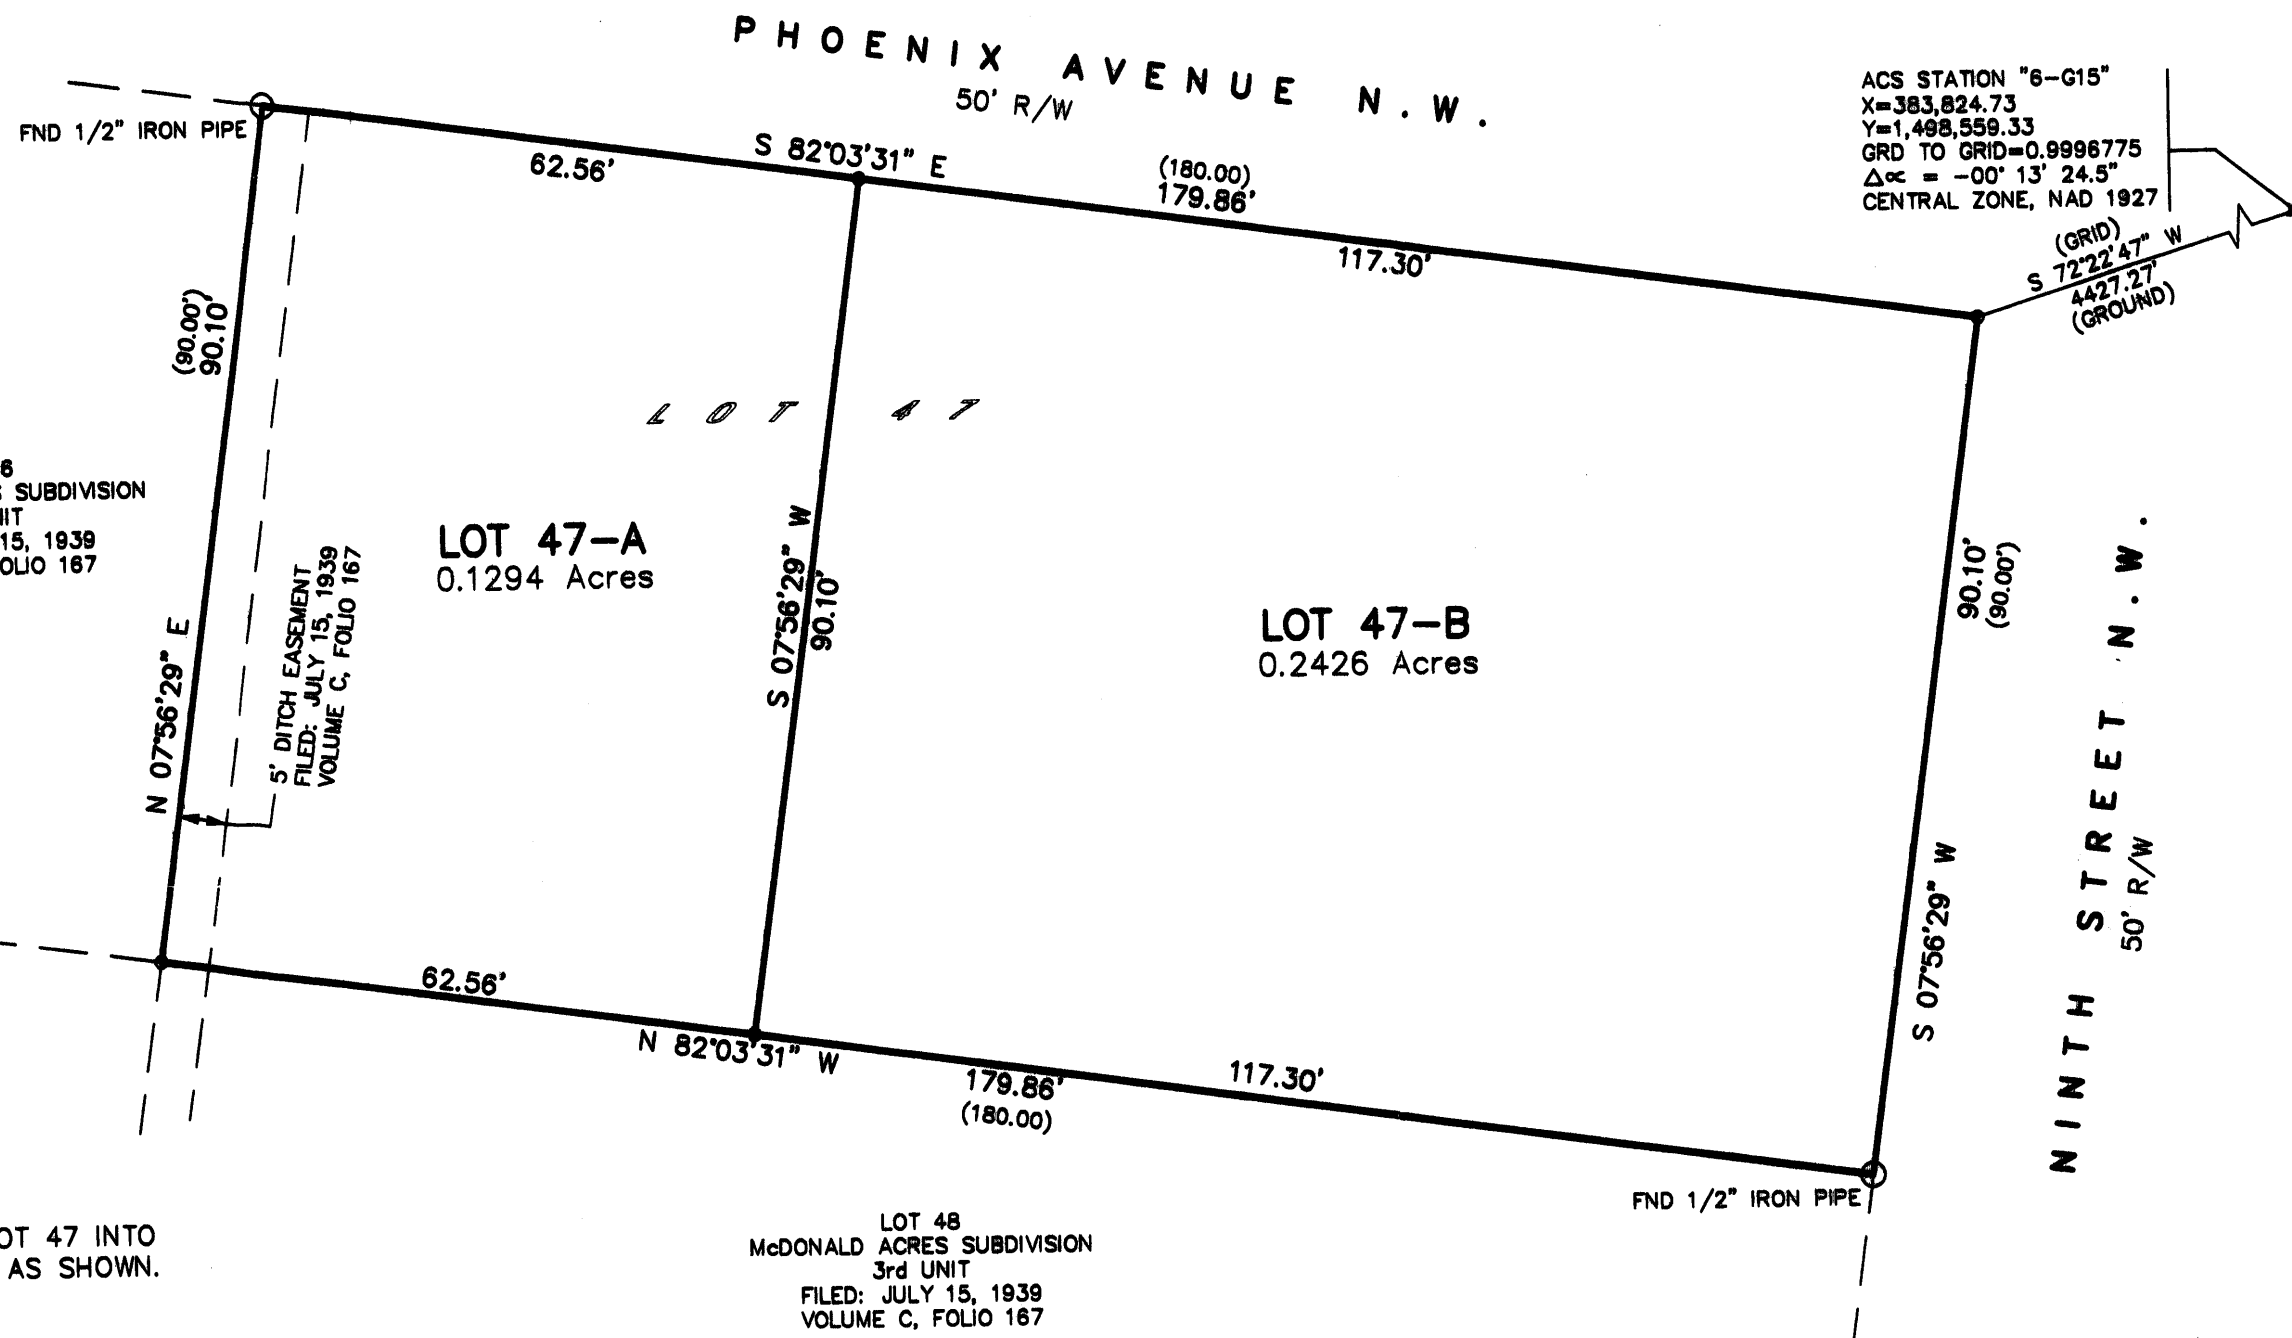 PHOENIX AVENUE N.W.
50' R/W
ACS STATION "6-G15"
X=383,824.73
Y=1,498,559.33
GRD TO GRID=0.9996775
Δ∝ = -00° 13' 24.5"
CENTRAL ZONE, NAD 1927
(GRID)
S 72°22'47" W
4427.27'
(GROUND)
FND 1/2" IRON PIPE
62.56'
S 82°03'31" E
(180.00)
179.86'
117.30'
(90.00')
90.10'
N 07°56'29" E
LOT 47
6
SUBDIVISION
15, 1939
OLIO 167
5' DITCH EASEMENT
FILED: JULY 15, 1939
VOLUME C, FOLIO 167
LOT 47-A
0.1294 Acres
S 07°56'29" W
90.10'
LOT 47-B
0.2426 Acres
90.10'
(90.00')
S 07°56'29" W
NINTH STREET N.W.
50' R/W
62.56'
N 82°03'31" W
179.86'
(180.00)
117.30'
FND 1/2" IRON PIPE
OT 47 INTO
AS SHOWN.
LOT 48
McDONALD ACRES SUBDIVISION
3rd UNIT
FILED: JULY 15, 1939
VOLUME C, FOLIO 167